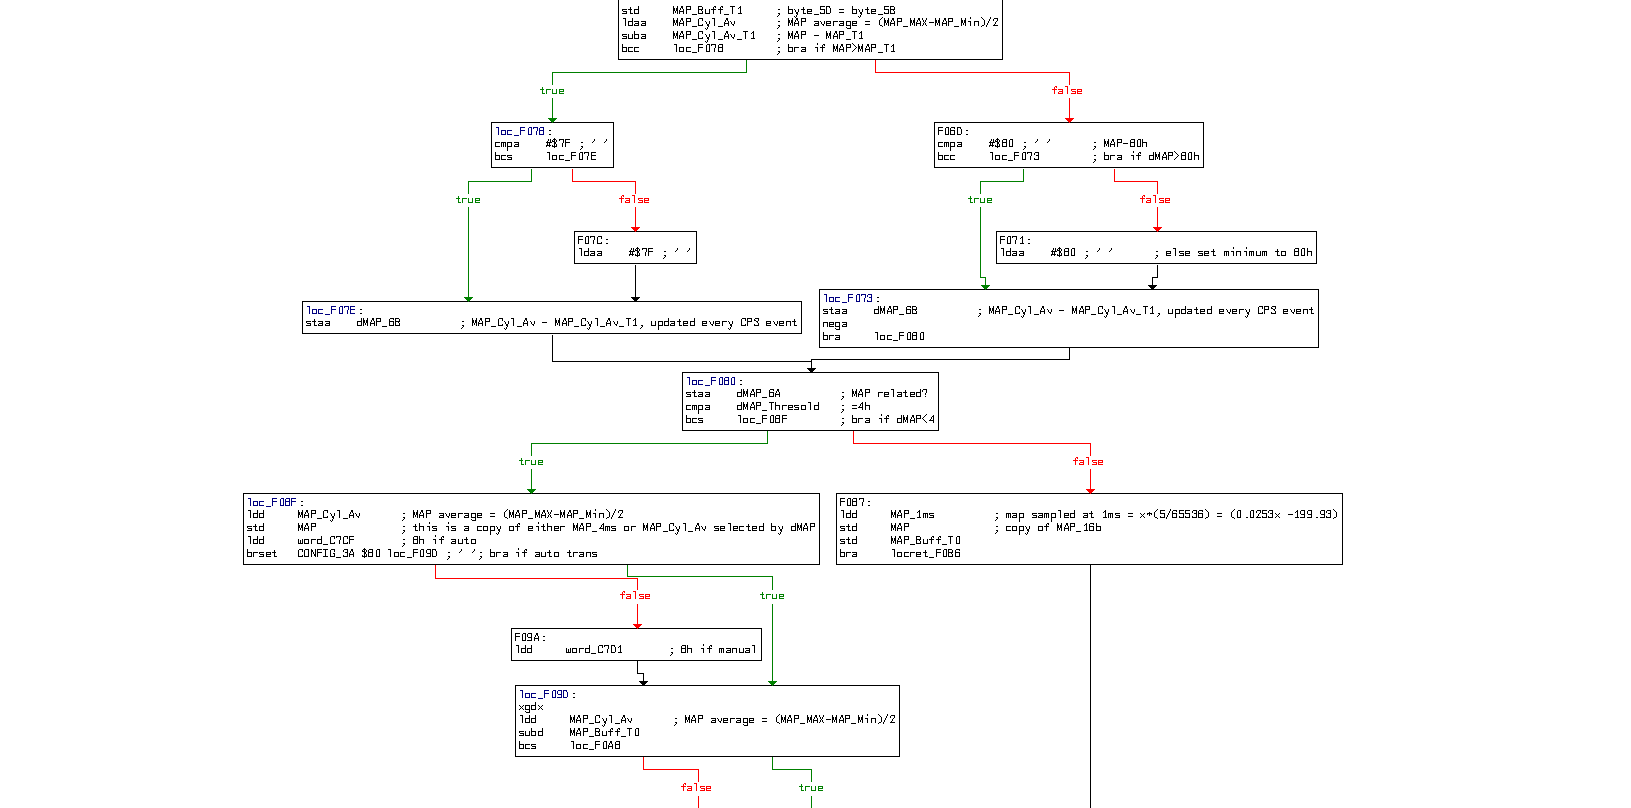 std MAP_Buff_T1 ; byte_5D = byte_5B
ldaa MAP_Cyl_Av ; MAP average = (MAP_MAX-MAP_Min)/2
suba MAP_Cyl_Av_T1 ; MAP - MAP_T1
bcc loc_F078 ; bra if MAP>MAP_T1
true
false
loc_F078:
cmpa #$7F ; ' '
bcs loc_F07E
F06D:
cmpa #$80 ; ' ' ; MAP-80h
bcc loc_F073 ; bra if dMAP>80h
true
false
true
false
F07C:
ldaa #$7F ; ' '
F071:
ldaa #$80 ; ' ' ; else set minimum to 80h
loc_F07E:
staa dMAP_6B ; MAP_Cyl_Av - MAP_Cyl_Av_T1, updated every CPS event
loc_F073:
staa dMAP_6B ; MAP_Cyl_Av - MAP_Cyl_Av_T1, updated every CPS event
nega
bra loc_F080
loc_F080:
staa dMAP_6A ; MAP related?
cmpa dMAP_Thresold ; =4h
bcs loc_F08F ; bra if dMAP<4
true
false
loc_F08F:
ldd MAP_Cyl_Av ; MAP average = (MAP_MAX-MAP_Min)/2
std MAP ; this is a copy of either MAP_4ms or MAP_Cyl_Av selected by dMAP
ldd word_C7CF ; 8h if auto
brset CONFIG_3A $80 loc_F09D ; ' '; bra if auto trans
F087:
ldd MAP_1ms ; map sampled at 1ms = x*(5/65536) = (0.0253x -199.93)
std MAP ; copy of MAP_16b
std MAP_Buff_T0
bra locret_F0B6
false
true
F09A:
ldd word_C7D1 ; 8h if manual
loc_F09D:
xgdx
ldd MAP_Cyl_Av ; MAP average = (MAP_MAX-MAP_Min)/2
subd MAP_Buff_T0
bcs loc_F0A8
false
true